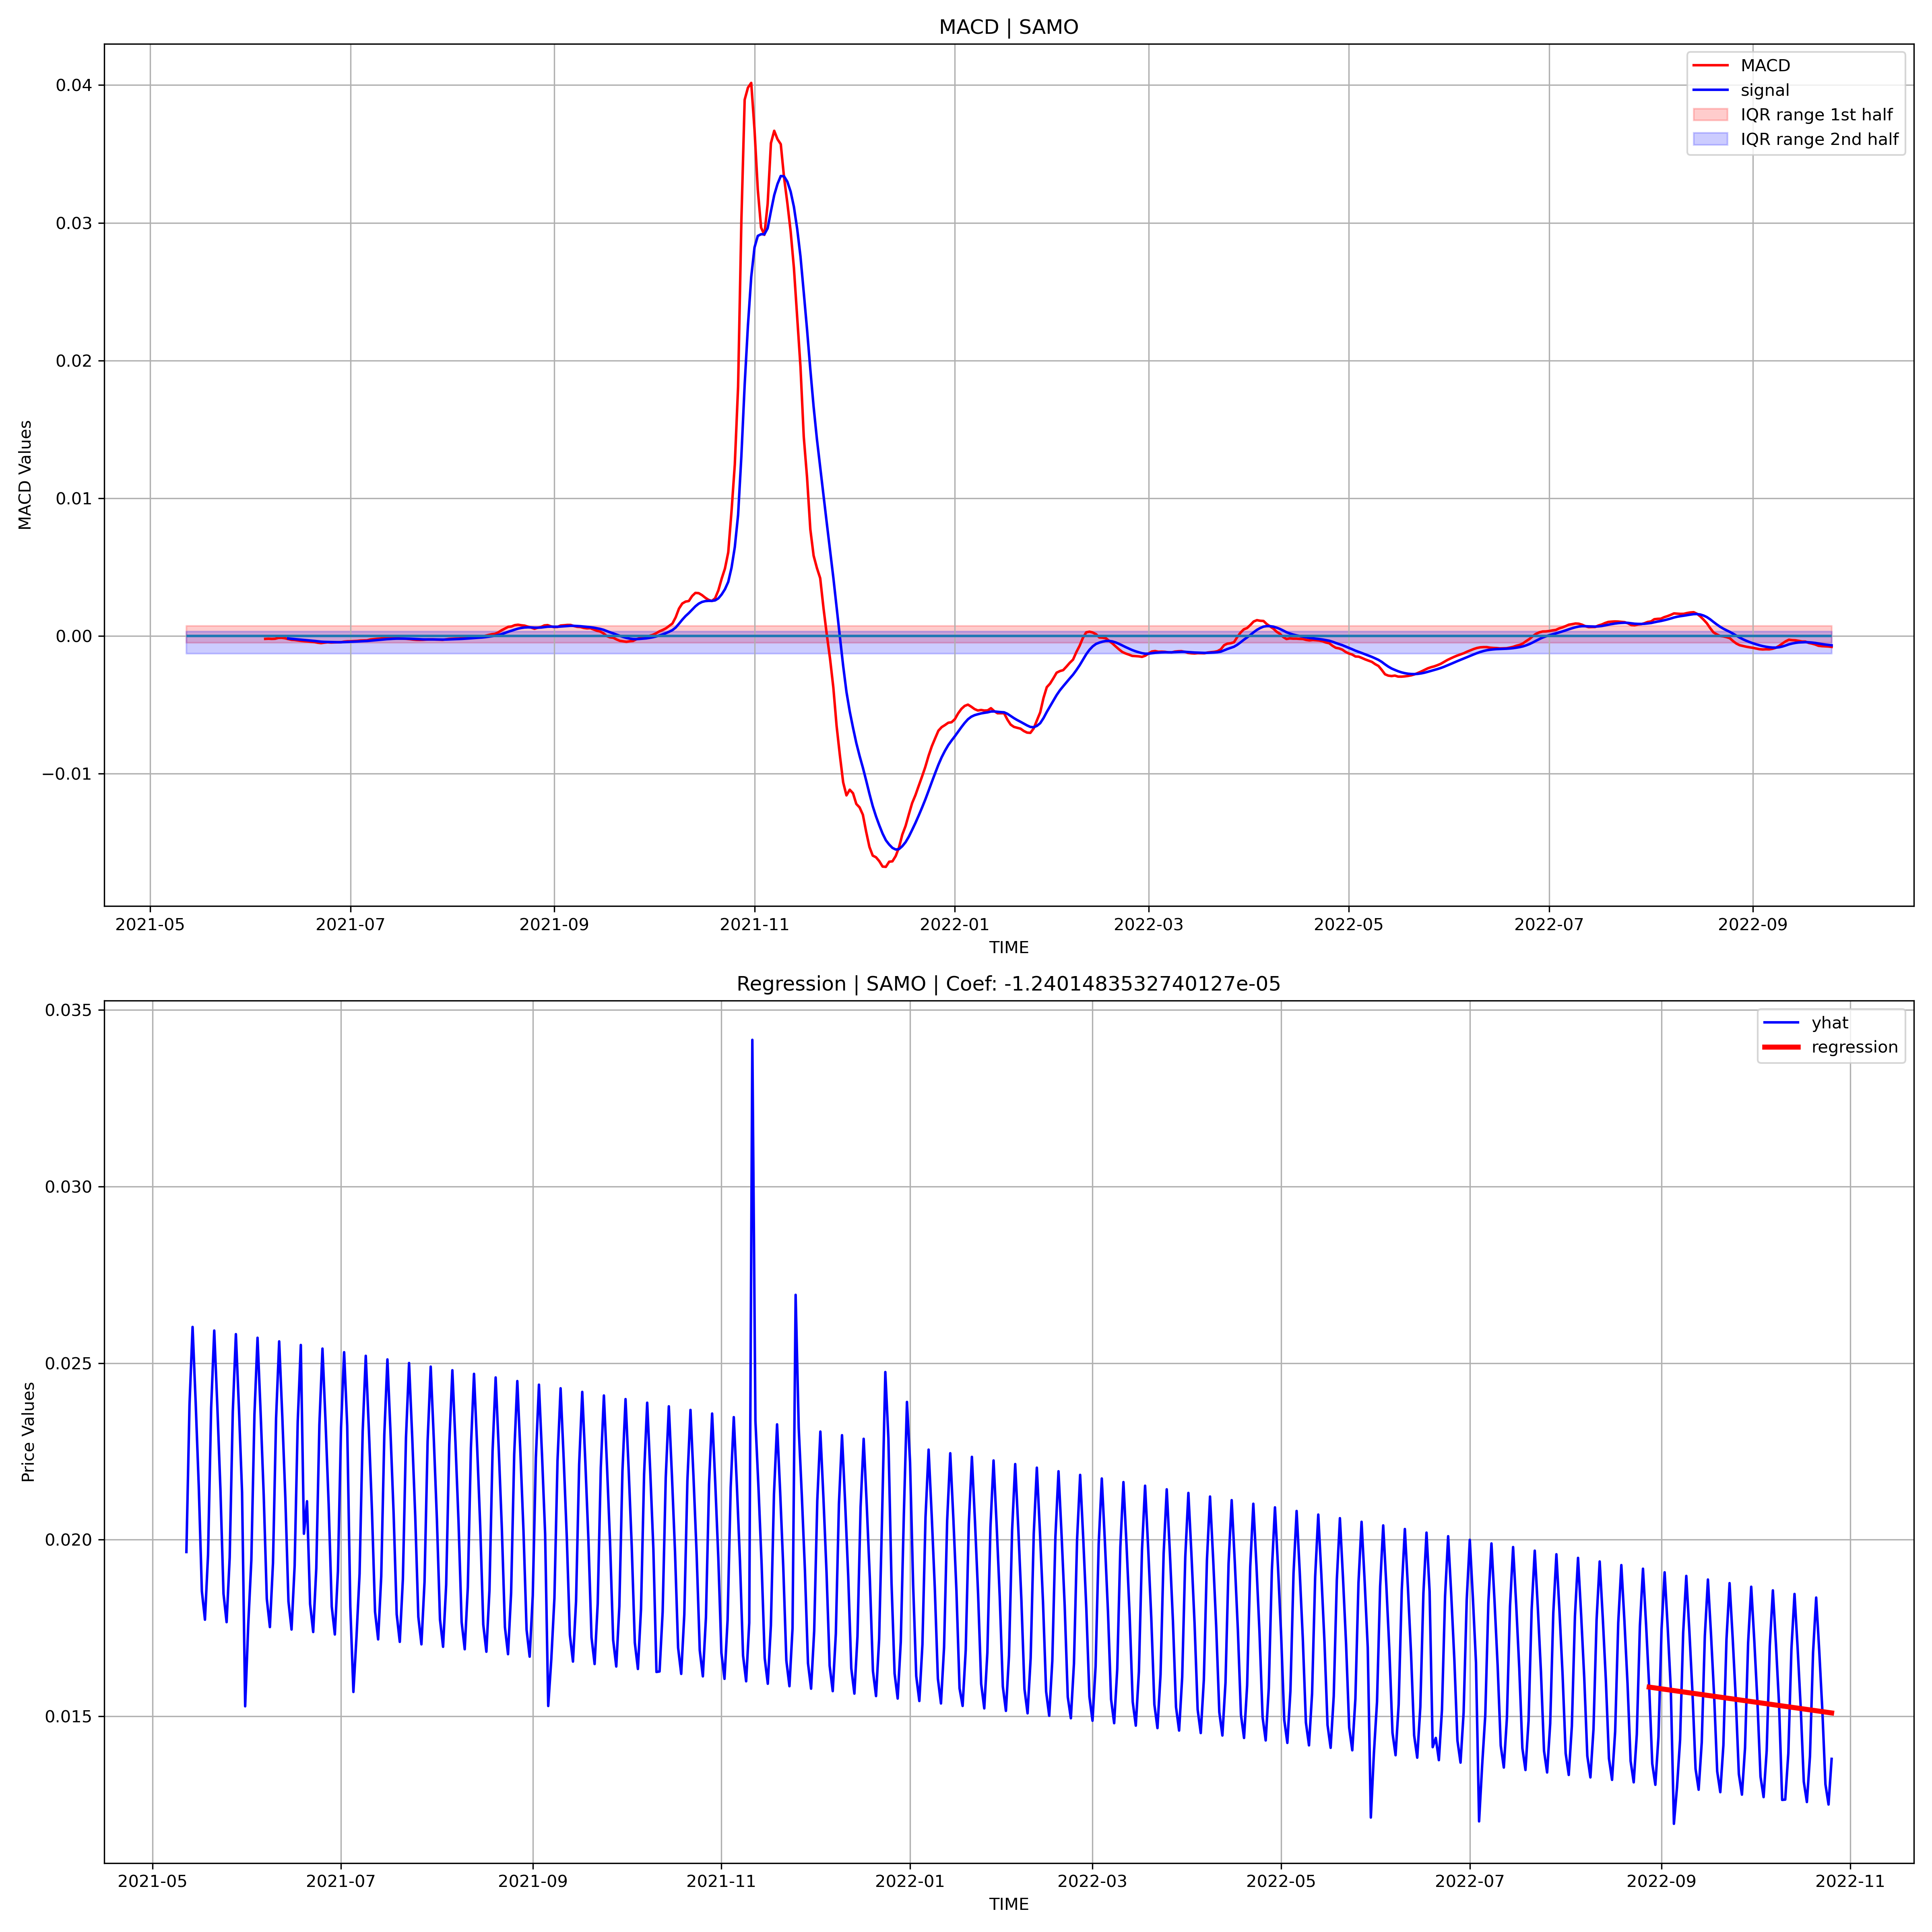 MACD | SAMO
MACD
signal
IQR range 1st half
IQR range 2nd half
0.04
0.03
0.02
0.01
0.00
−0.01
MACD Values
2021-05 2021-07 2021-09 2021-11 2022-01 2022-03 2022-05 2022-07 2022-09
TIME
Regression | SAMO | Coef: -1.2401483532740127e-05
yhat
regression
0.035
0.030
0.025
0.020
0.015
Price Values
2021-05 2021-07 2021-09 2021-11 2022-01 2022-03 2022-05 2022-07 2022-09 2022-11
TIME